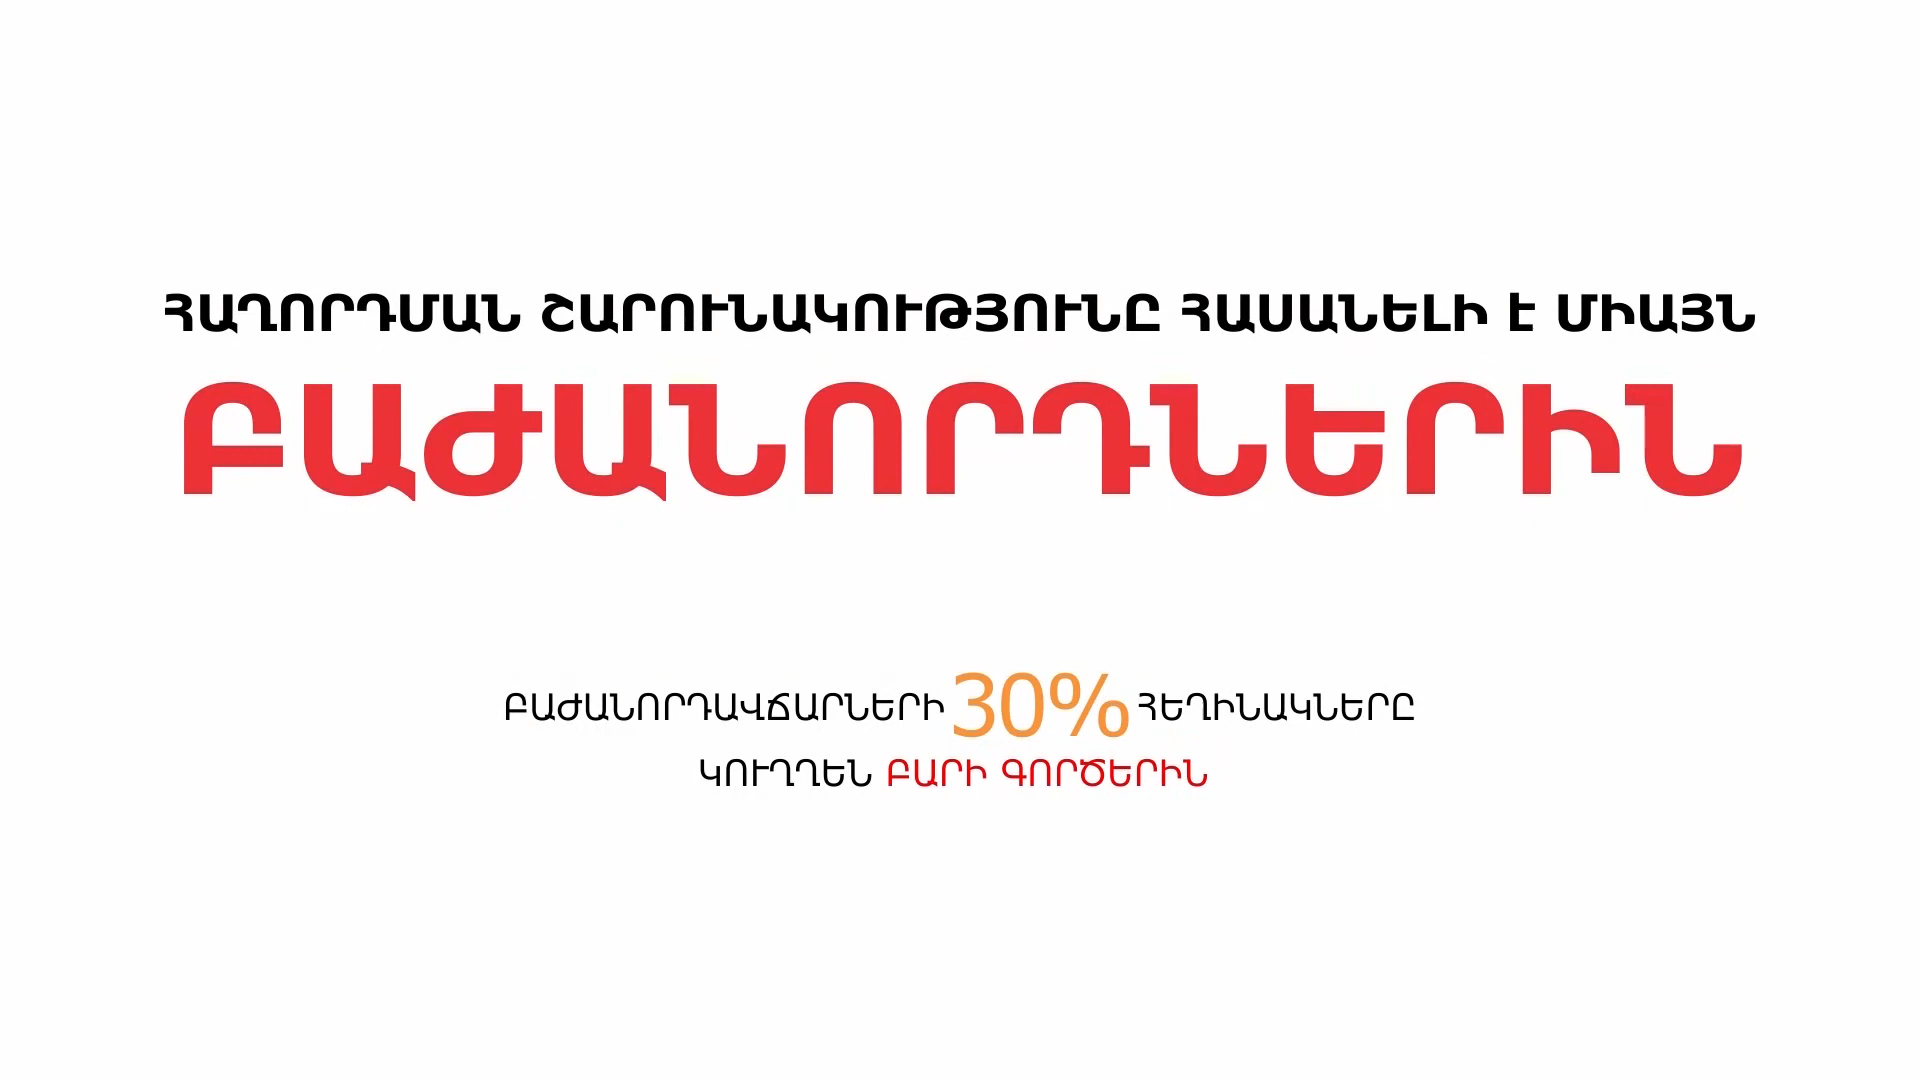 ՀԱՂՈՐԴՄԱՆ ՇԱՐՈՒՆԱԿՈՒԹՅՈՒՆԸ ՀԱՍԱՆԵԼԻ է ՄԻԱՅՆ
ԲԱԺԱՆՈՐԴՆԵՐԻՆ
ԲԱԺԱՆՈՐԴԱՎՃԱՐՆԵՐԻ 30% ՀԵՂԻՆԱԿՆԵՐԸ
ԿՈՒՂՂԵՆ ԲԱՐԻ ԳՈՐԾԵՐԻՆ